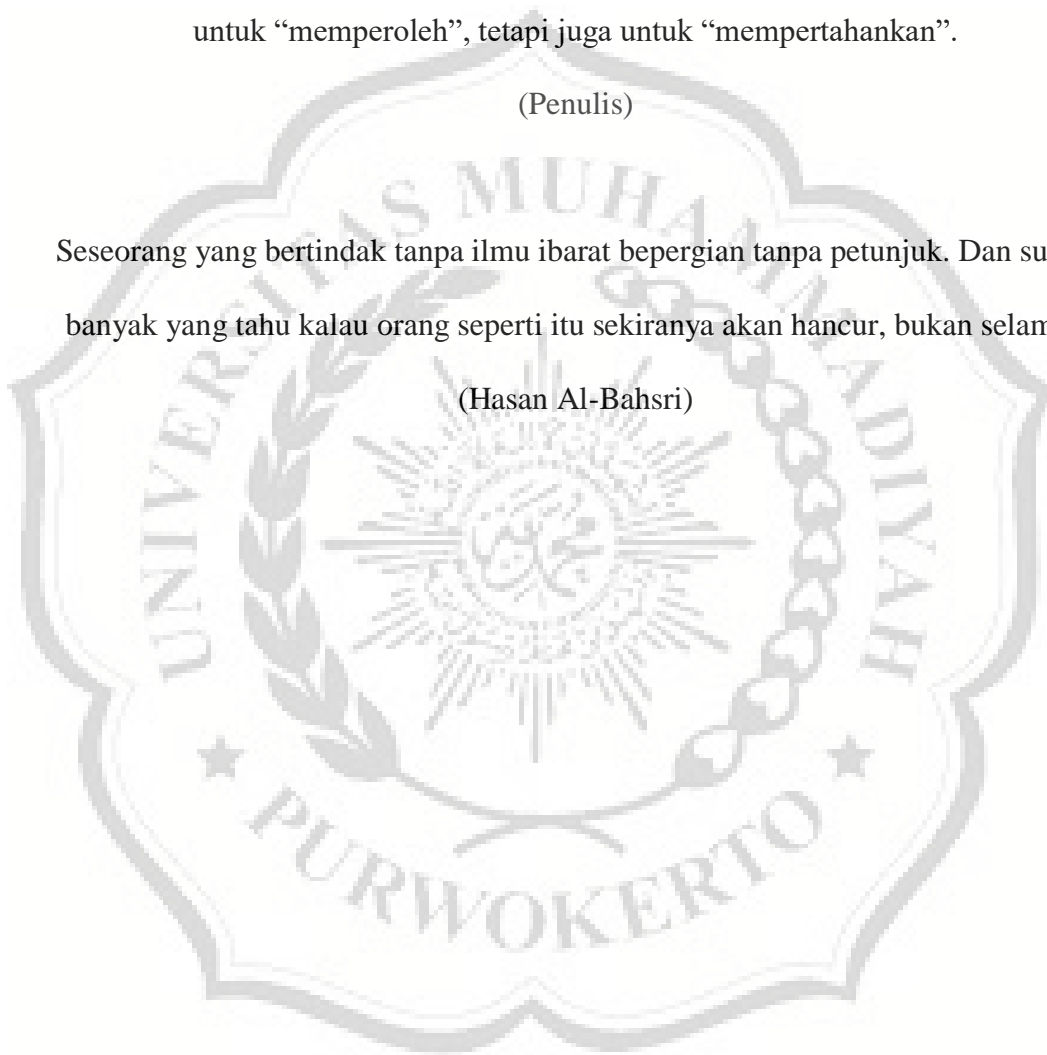 untuk “memperoleh”, tetapi juga untuk “mempertahankan”.
(Penulis)
UNIVERSITAS MUHAMMADIYAH
Seseorang yang bertindak tanpa ilmu ibarat bepergian tanpa petunjuk. Dan su
banyak yang tahu kalau orang seperti itu sekiranya akan hancur, bukan selam
(Hasan Al-Bahsri)
PURWOKERTO